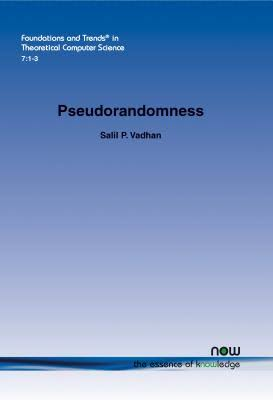 Foundations and Trends® in
Theoretical Computer Science
7:1-3
Pseudorandomness
Salil P. Vadhan
now
the essence of knowledge